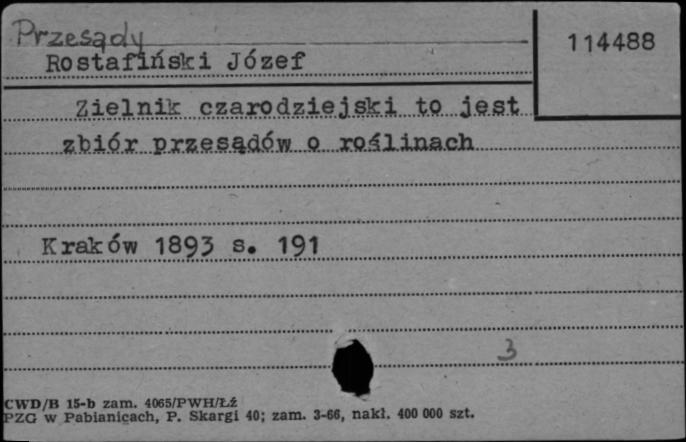 Przesądy
114488
Rostafiński Józef
Zielnik czarodziejski to jest
zbiór przesądów o roślinach
Kraków 1893 s. 191
3
CWD/B 15-b zam. 4065/PWH/Łź
PZG w Pabianicach, P. Skargi 40; zam. 3-66, nakł. 400 000 szt.